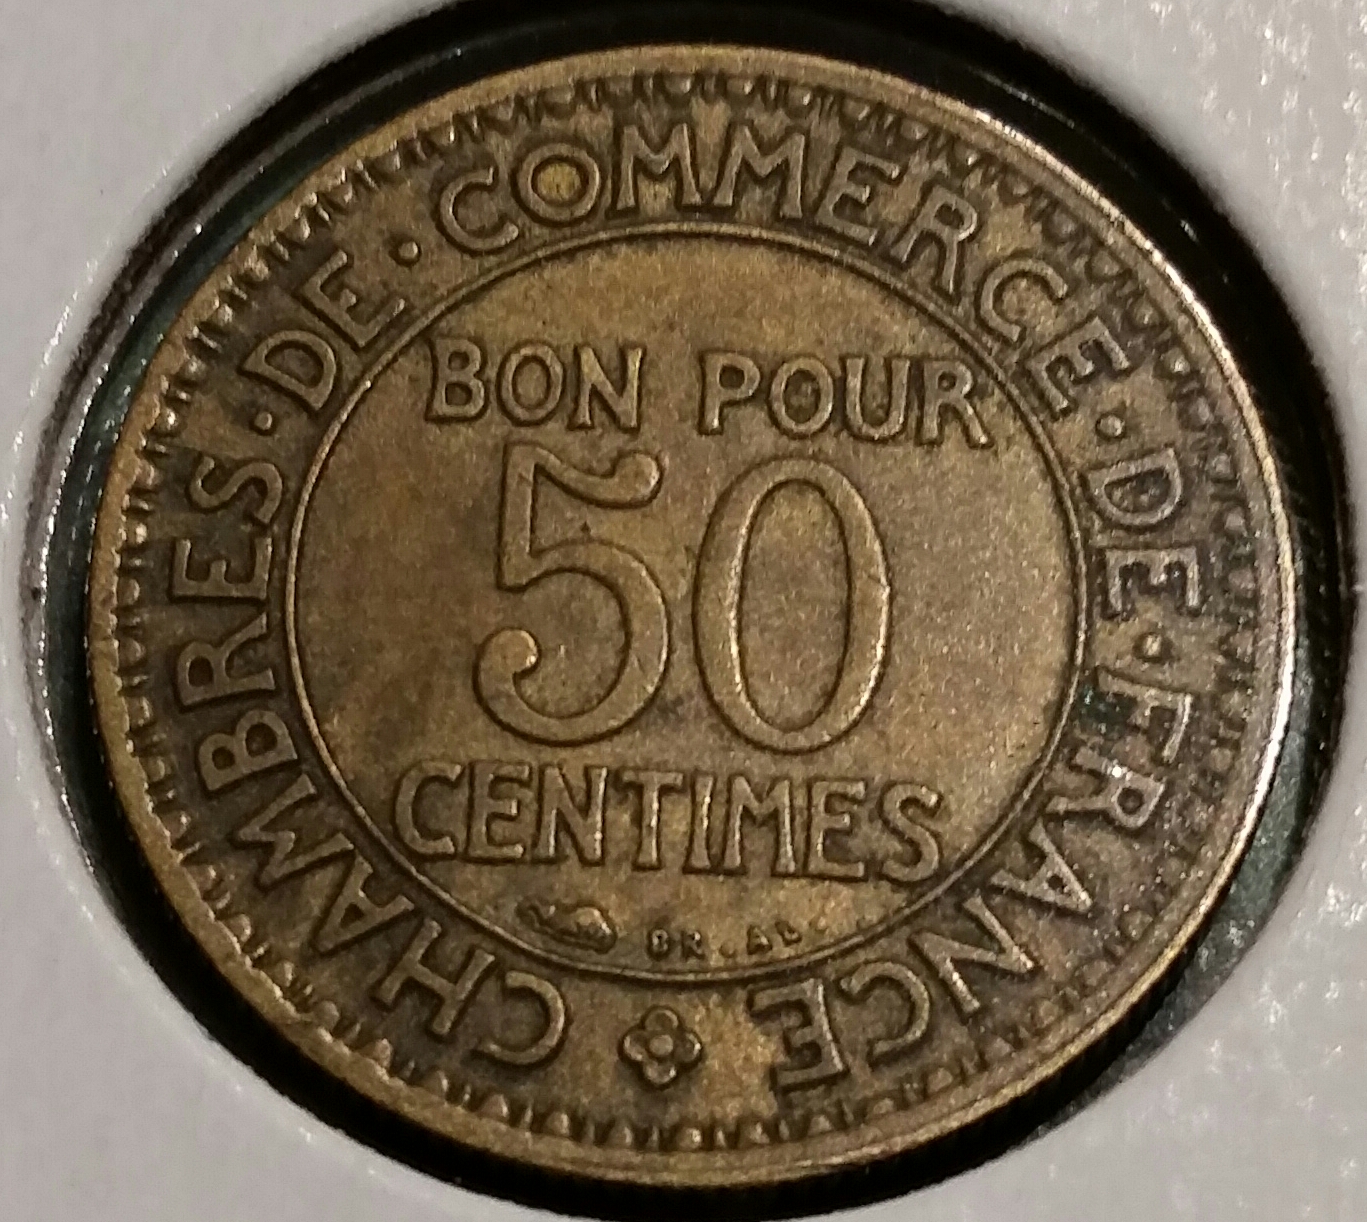 CHAMBRES · DE · COMMERCE · DE · FRANCE
BON POUR
50
CENTIMES
BR. AL.